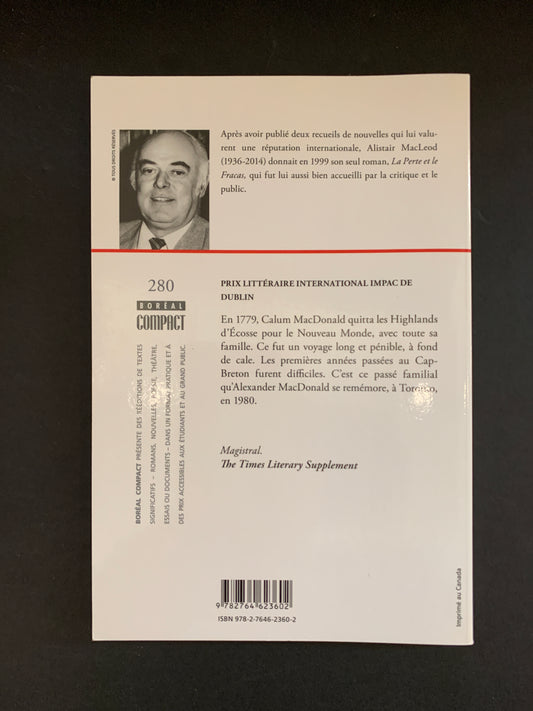 © TOUS DROITS RÉSERVÉS
Après avoir publié deux recueils de nouvelles qui lui valu-
rent une réputation internationale, Alistair MacLeod
(1936-2014) donnait en 1999 son seul roman, La Perte et le
Fracas, qui fut lui aussi bien accueilli par la critique et le
public.
280
BORÉAL
COMPACT
BORÉAL COMPACT PRÉSENTE DES RÉÉDITIONS DE TEXTES
SIGNIFICATIFS – ROMANS, NOUVELLES, POÉSIE, THÉÂTRE,
ESSAIS OU DOCUMENTS – DANS UN FORMAT PRATIQUE ET À
DES PRIX ACCESSIBLES AUX ÉTUDIANTS ET AU GRAND PUBLIC.
PRIX LITTÉRAIRE INTERNATIONAL IMPAC DE
DUBLIN
En 1779, Calum MacDonald quitta les Highlands
d’Écosse pour le Nouveau Monde, avec toute sa
famille. Ce fut un voyage long et pénible, à fond
de cale. Les premières années passées au Cap-
Breton furent difficiles. C’est ce passé familial
qu’Alexander MacDonald se remémore, à Toronto,
en 1980.
Magistral.
The Times Literary Supplement
9 782764 623602
ISBN 978-2-7646-2360-2
Imprimé au Canada